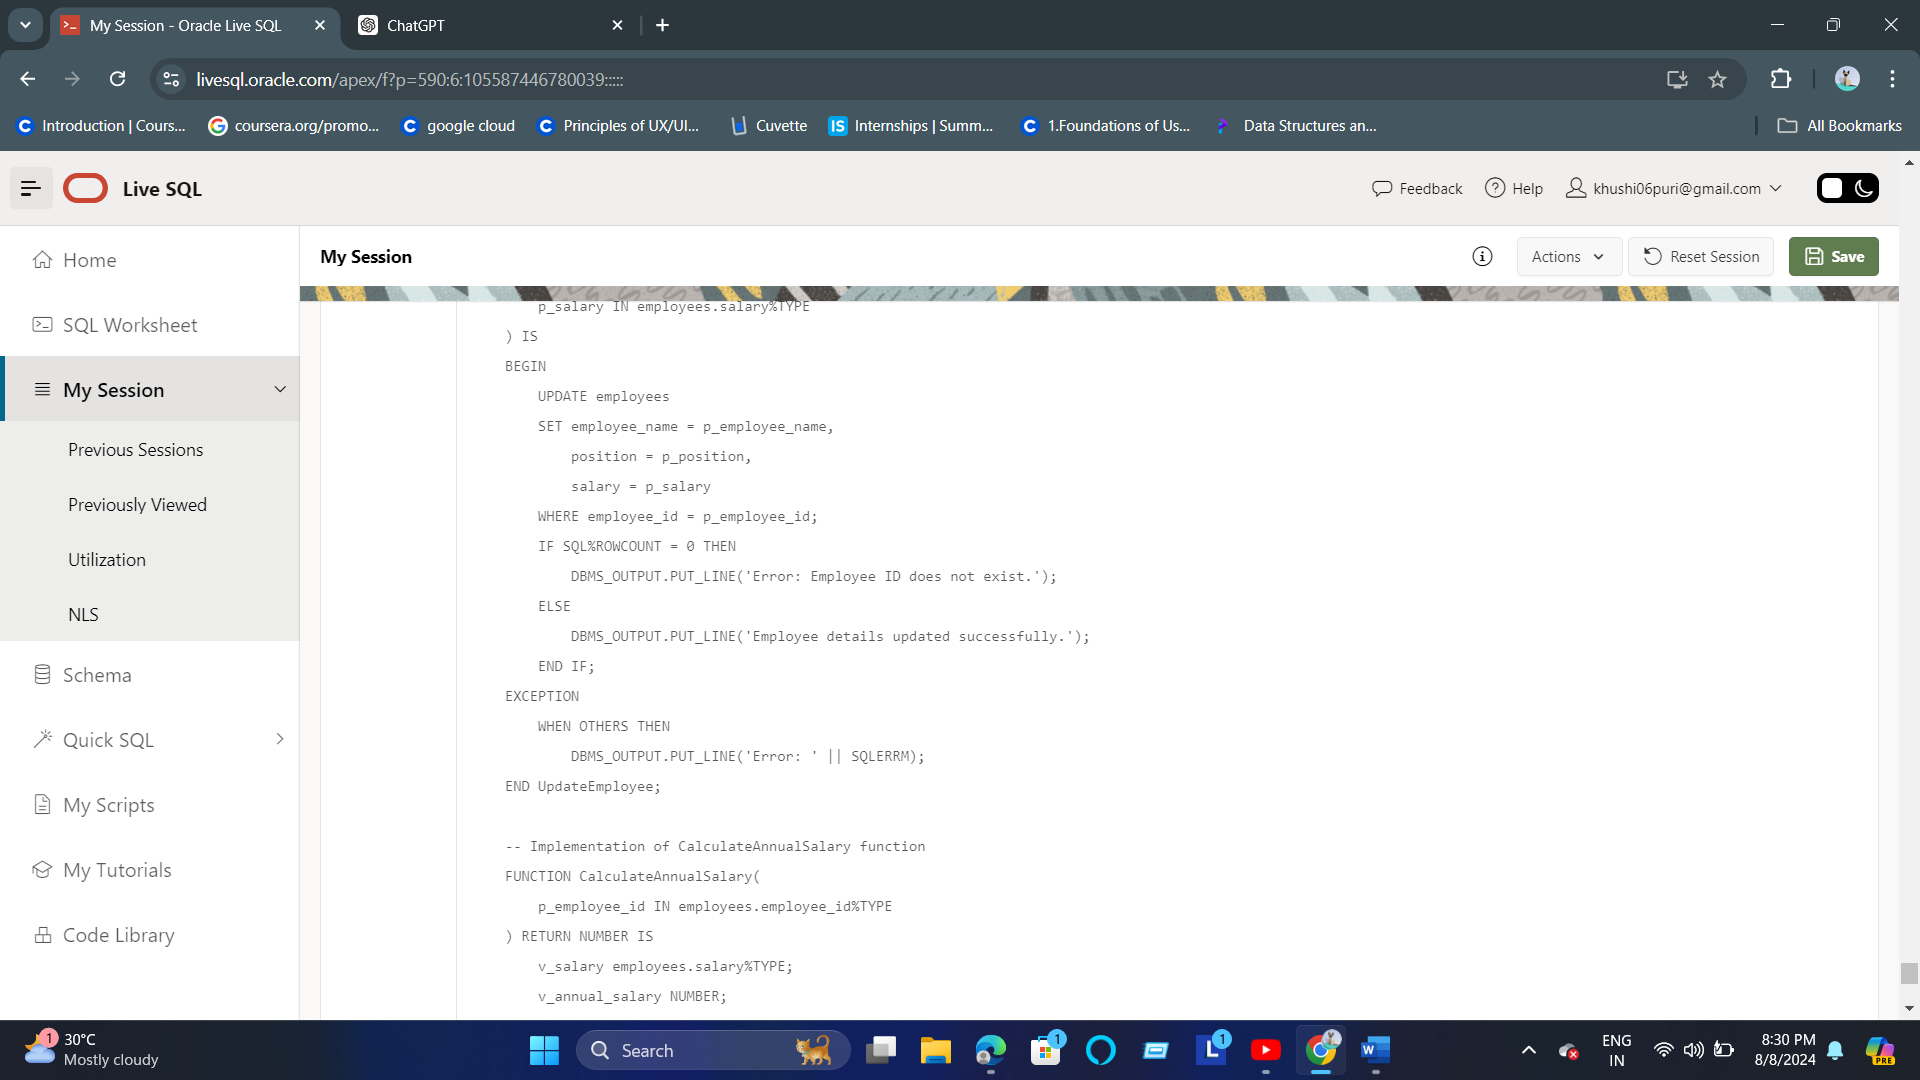 My Session - Oracle Live SQL
ChatGPT
livesql.oracle.com/apex/f?p=590:6:105587446780039:::::
Introduction | Cours...
coursera.org/promo...
google cloud
Principles of UX/UI...
Cuvette
IS Internships | Summ...
1.Foundations of Us...
Data Structures an...
All Bookmarks
Live SQL
Feedback
Help
khushi06puri@gmail.com
Home
SQL Worksheet
My Session
Previous Sessions
Previously Viewed
Utilization
NLS
Schema
Quick SQL
My Scripts
My Tutorials
Code Library
My Session
Actions
Reset Session
Save
p_salary IN employees.salary%TYPE
) IS
BEGIN
UPDATE employees
SET employee_name = p_employee_name,
position = p_position,
salary = p_salary
WHERE employee_id = p_employee_id;
IF SQL%ROWCOUNT = 0 THEN
DBMS_OUTPUT.PUT_LINE('Error: Employee ID does not exist.');
ELSE
DBMS_OUTPUT.PUT_LINE('Employee details updated successfully.');
END IF;
EXCEPTION
WHEN OTHERS THEN
DBMS_OUTPUT.PUT_LINE('Error: ' || SQLERRM);
END UpdateEmployee;
-- Implementation of CalculateAnnualSalary function
FUNCTION CalculateAnnualSalary(
p_employee_id IN employees.employee_id%TYPE
) RETURN NUMBER IS
v_salary employees.salary%TYPE;
v_annual_salary NUMBER;
1
30°C
Mostly cloudy
Search
1
L
1
W
ENG
IN
8:30 PM
8/8/2024
PRE